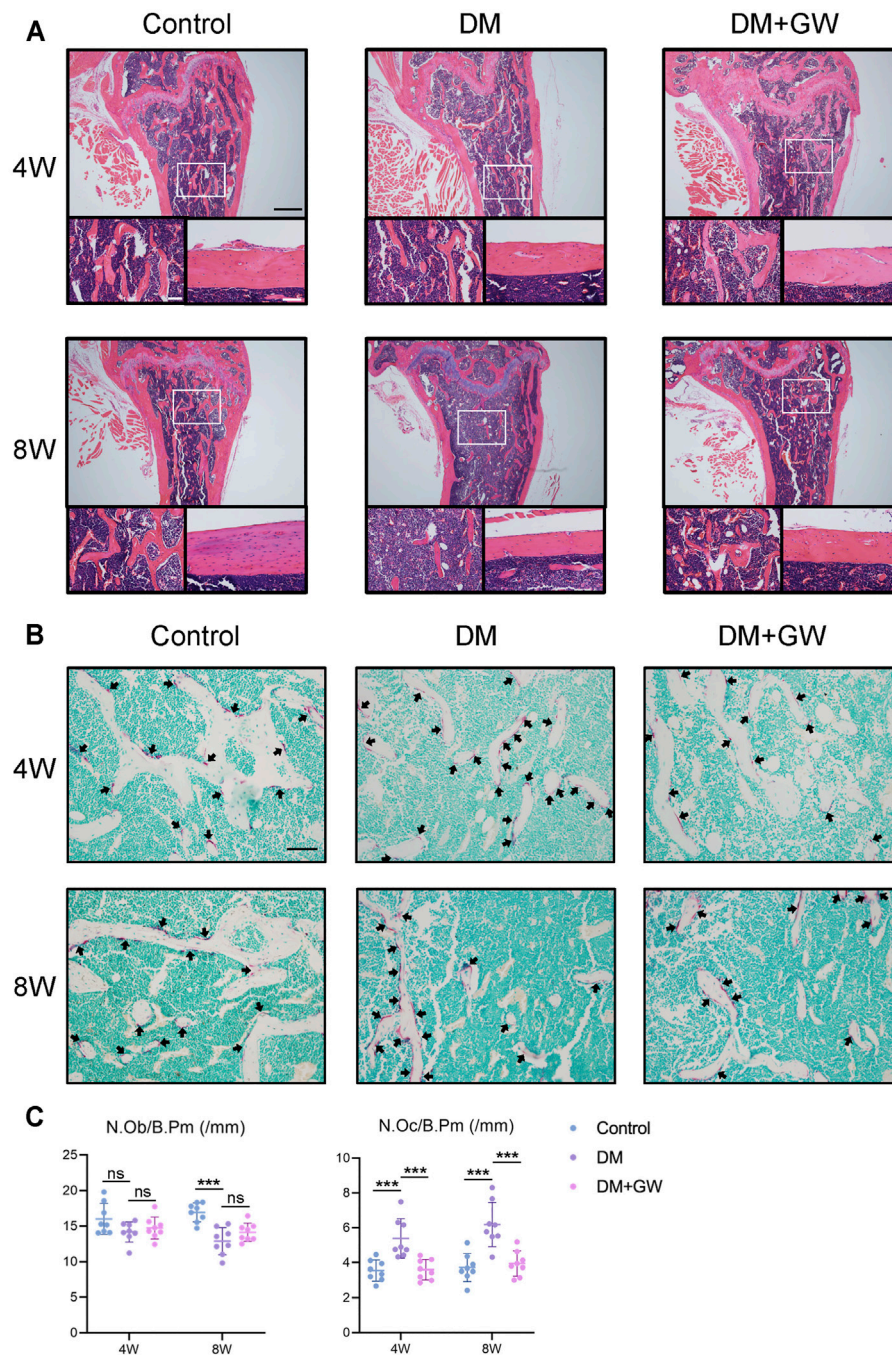 A
Control DM DM+GW
4W
8W
B
Control DM DM+GW
4W
8W
C
N.Ob/B.Pm (/mm)
25
20
15
10
5
0
ns
ns
***
ns
4W 8W
N.Oc/B.Pm (/mm)
10
8
6
4
2
0
***
***
***
***
4W 8W
Control
DM
DM+GW